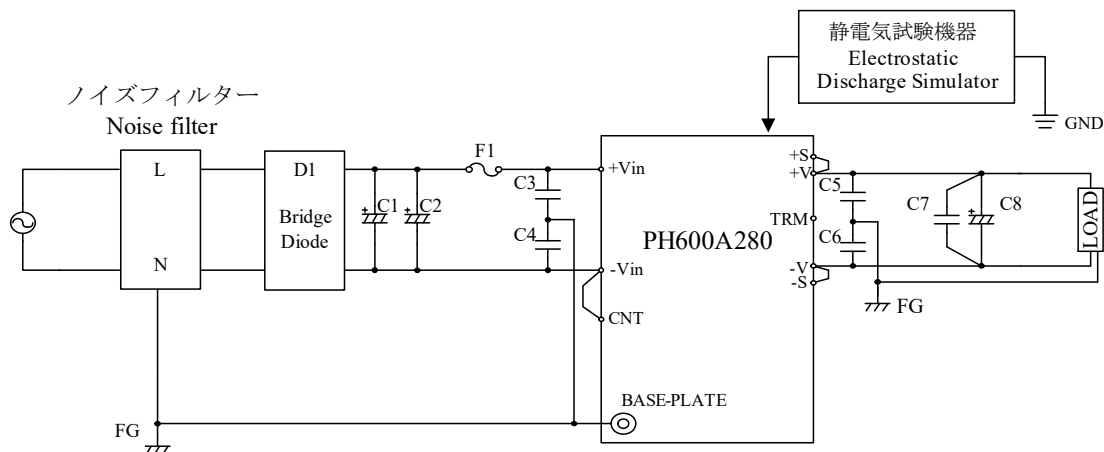 静電気試験機器
Electrostatic
Discharge Simulator
GND
ノイズフィルター
Noise filter
L
N
FG
D1
Bridge
Diode
C1
C2
F1
C3
C4
+Vin
-Vin
CNT
BASE-PLATE
PH600A280
+S
+V
TRM
-V
-S
C5
C6
FG
C7
C8
LOAD